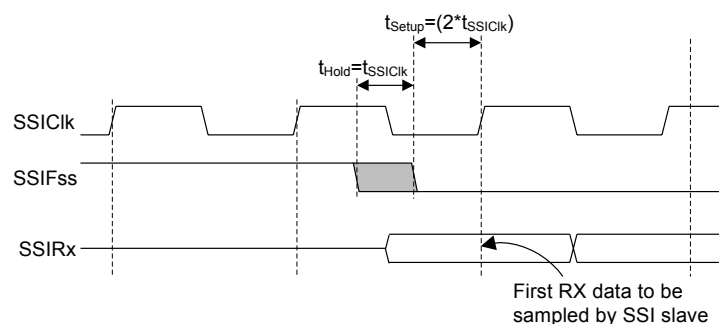 tSetup=(2*tSSIClk)
tHold=tSSIClk
SSIClk
SSIFss
SSIRx
First RX data to be
sampled by SSI slave